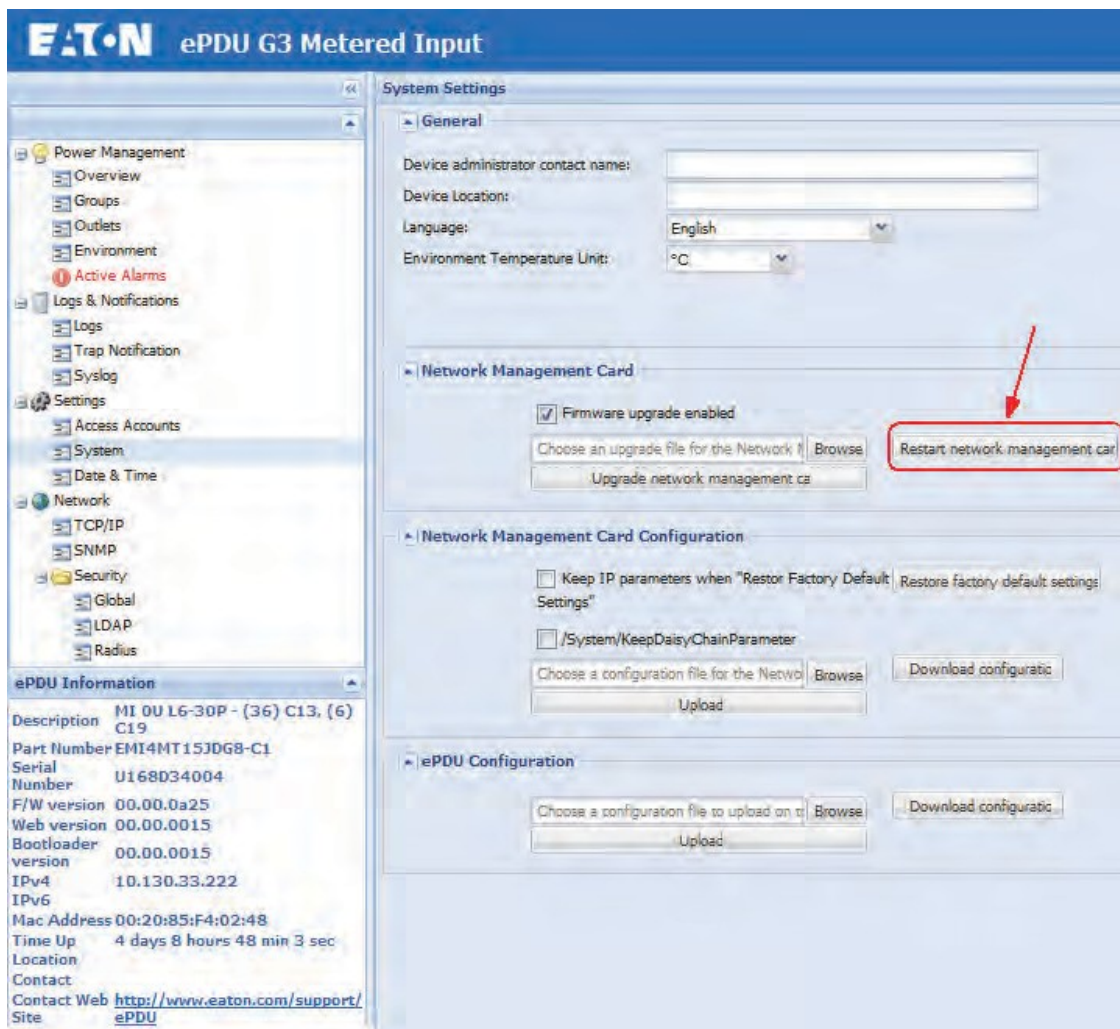 EATON ePDU G3 Metered Input
Power Management
Overview
Groups
Outlets
Environment
Active Alarms
Logs & Notifications
Logs
Trap Notification
Syslog
Settings
Access Accounts
System
Date & Time
Network
TCP/IP
SNMP
Security
Global
LDAP
Radius
ePDU Information
Description MI 0U L6-30P - (36) C13, (6)
C19
Part Number EMI4MT15JDG8-C1
Serial
Number U168D34004
F/W version 00.00.0a25
Web version 00.00.0015
Bootloader
version 00.00.0015
IPv4 10.130.33.222
IPv6
Mac Address 00:20:85:F4:02:48
Time Up 4 days 8 hours 48 min 3 sec
Location
Contact
Contact Web http://www.eaton.com/support/
Site ePDU
System Settings
General
Device administrator contact name:
Device Location:
Language: English
Environment Temperature Unit: °C
Network Management Card
Firmware upgrade enabled
Choose an upgrade file for the Network Browse Restart network management car
Upgrade network management ca
Network Management Card Configuration
Keep IP parameters when "Restor Factory Default Restore factory default settings
Settings"
/System/KeepDaisyChainParameter
Choose a configuration file for the Netwo Browse Download configuratic
Upload
ePDU Configuration
Choose a configuration file to upload on Browse Download configuratic
Upload